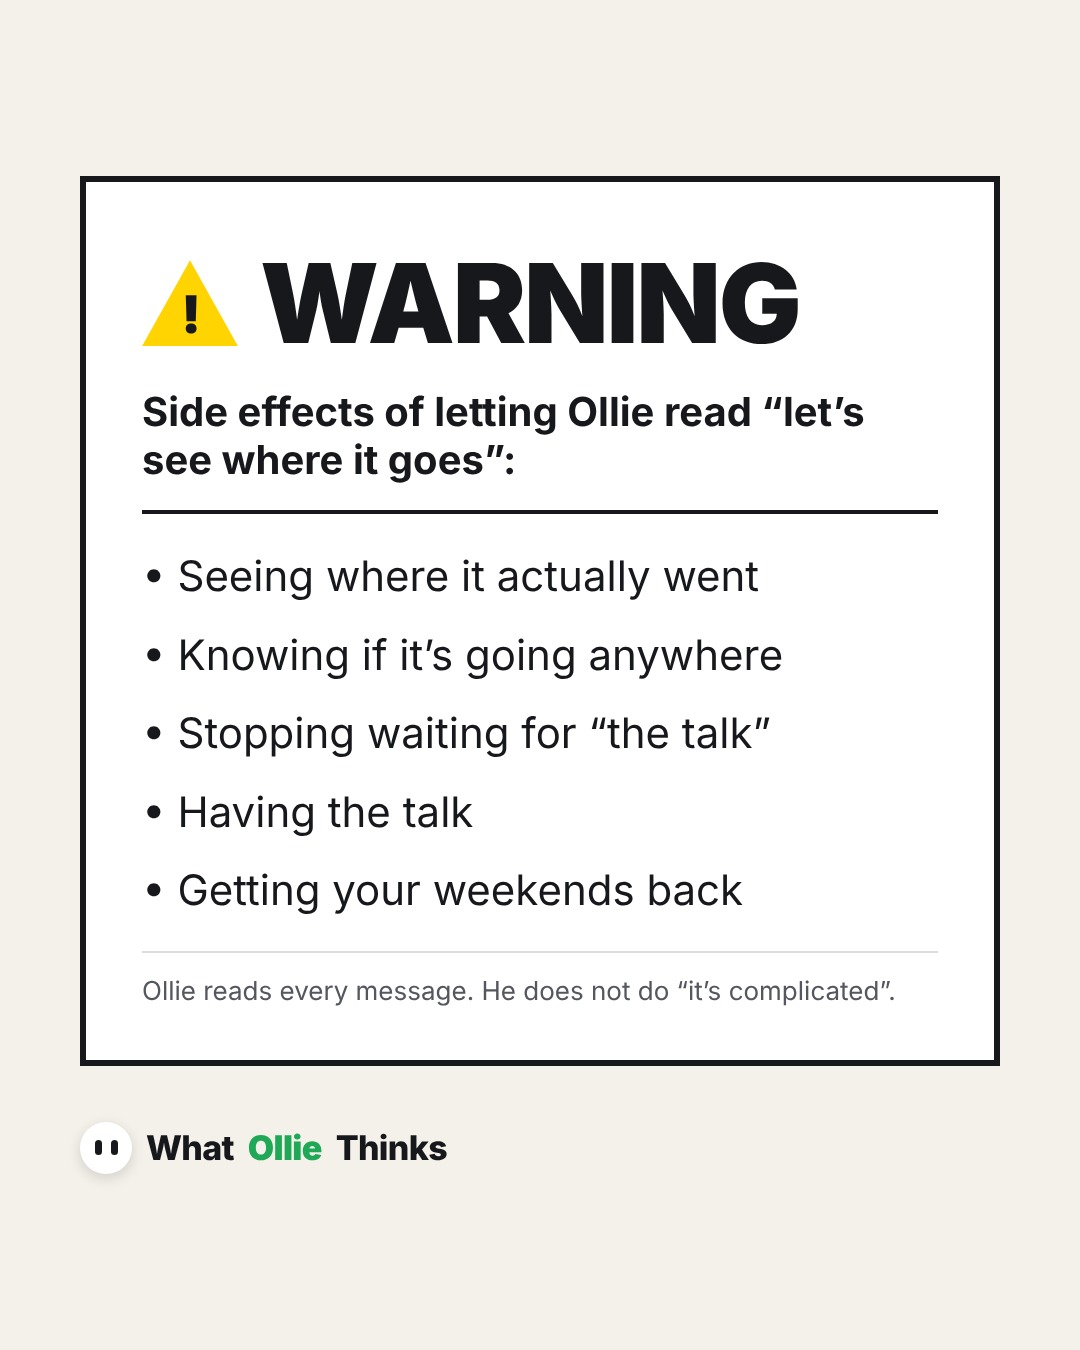 ! WARNING
Side effects of letting Ollie read “let’s
see where it goes”:
• Seeing where it actually went
• Knowing if it’s going anywhere
• Stopping waiting for “the talk”
• Having the talk
• Getting your weekends back
Ollie reads every message. He does not do “it’s complicated”.
What Ollie Thinks